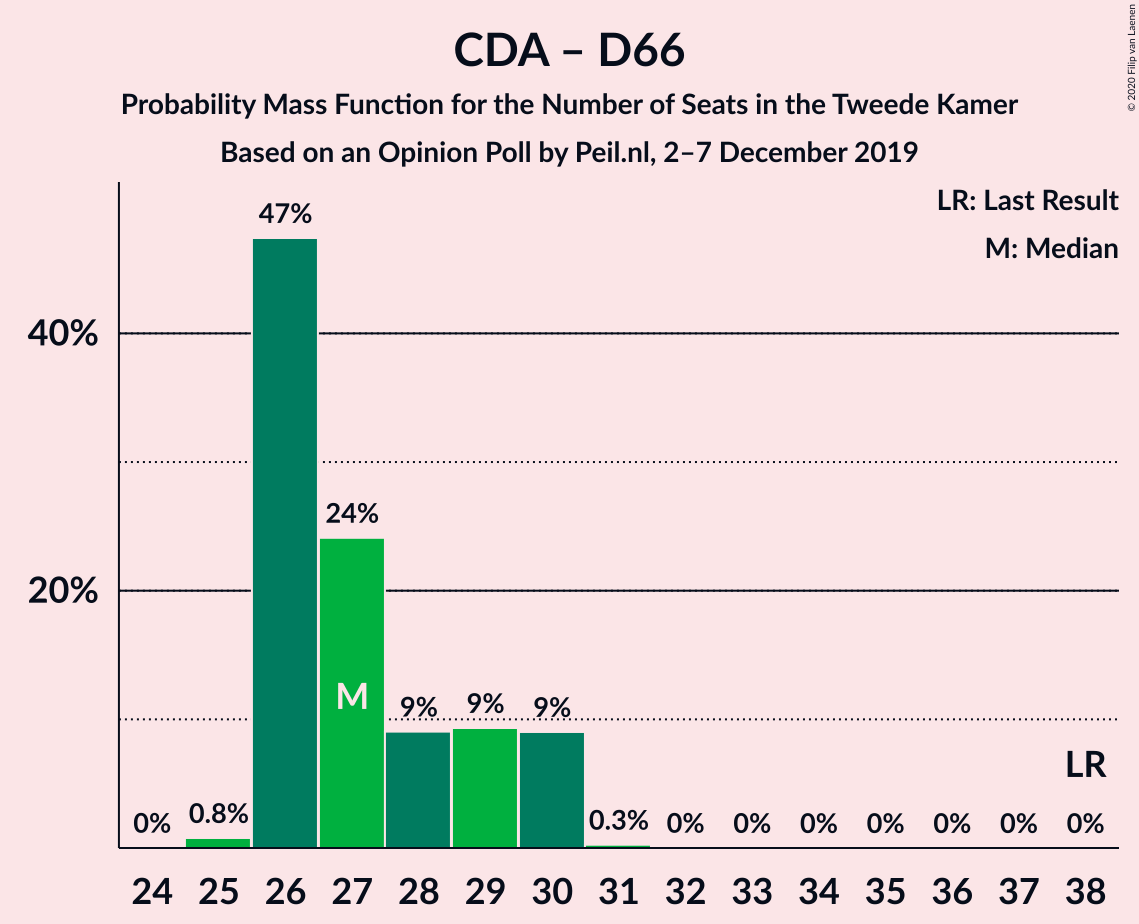 CDA – D66
Probability Mass Function for the Number of Seats in the Tweede Kamer
Based on an Opinion Poll by Peil.nl, 2–7 December 2019
© 2020 Filip van Laenen
LR: Last Result
M: Median
47%
40%
24%
20%
M
9%
9%
9%
LR
0%
0.8%
0.3%
0%
0%
0%
0%
0%
0%
0%
24 25 26 27 28 29 30 31 32 33 34 35 36 37 38